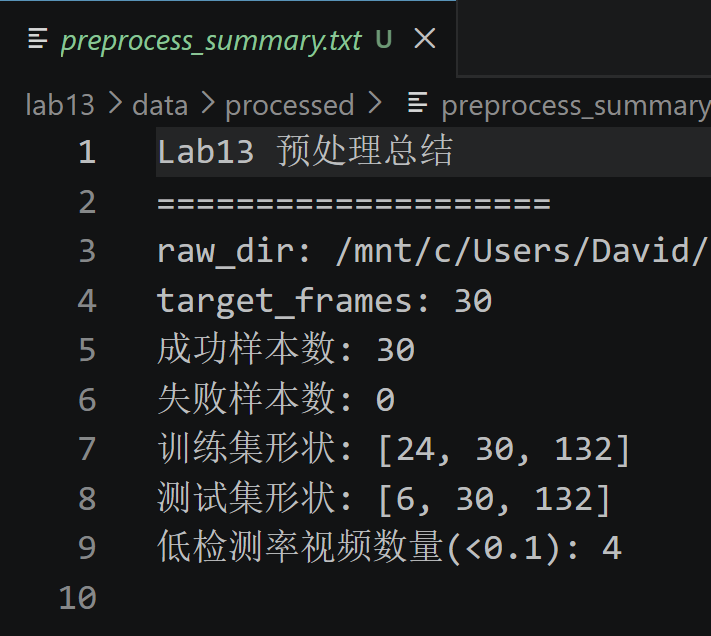 preprocess_summary.txt U
lab13 > data > processed > preprocess_summary
1 Lab13 预处理总结
2 ====================
3 raw_dir: /mnt/c/Users/David/
4 target_frames: 30
5 成功样本数: 30
6 失败样本数: 0
7 训练集形状: [24, 30, 132]
8 测试集形状: [6, 30, 132]
9 低检测率视频数量(<0.1): 4
10